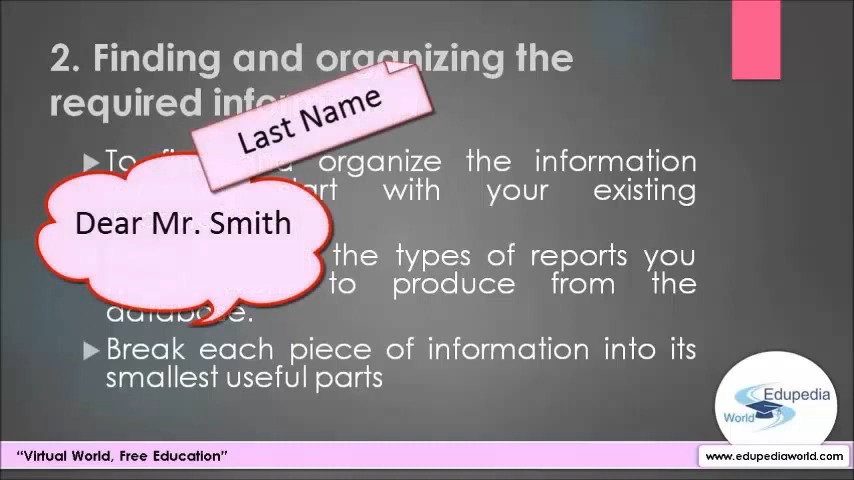 2. Finding and organizing the
required inform
Last Name
To find and organize the information
start with your existing
Dear Mr. Smith
the types of reports you
to produce from the
database.
Break each piece of information into its
smallest useful parts
Edupedia
World
“Virtual World, Free Education”
www.edupediaworld.com